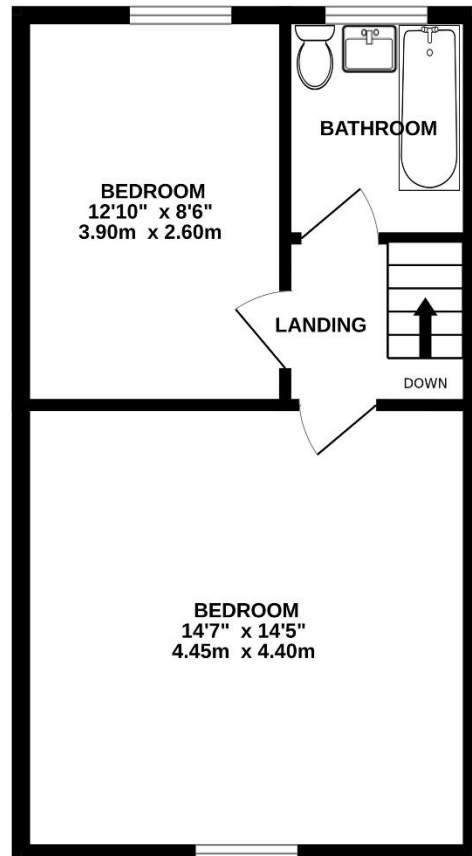 BATHROOM
BEDROOM
12'10" x 8'6"
3.90m x 2.60m
LANDING
DOWN
BEDROOM
14'7" x 14'5"
4.45m x 4.40m